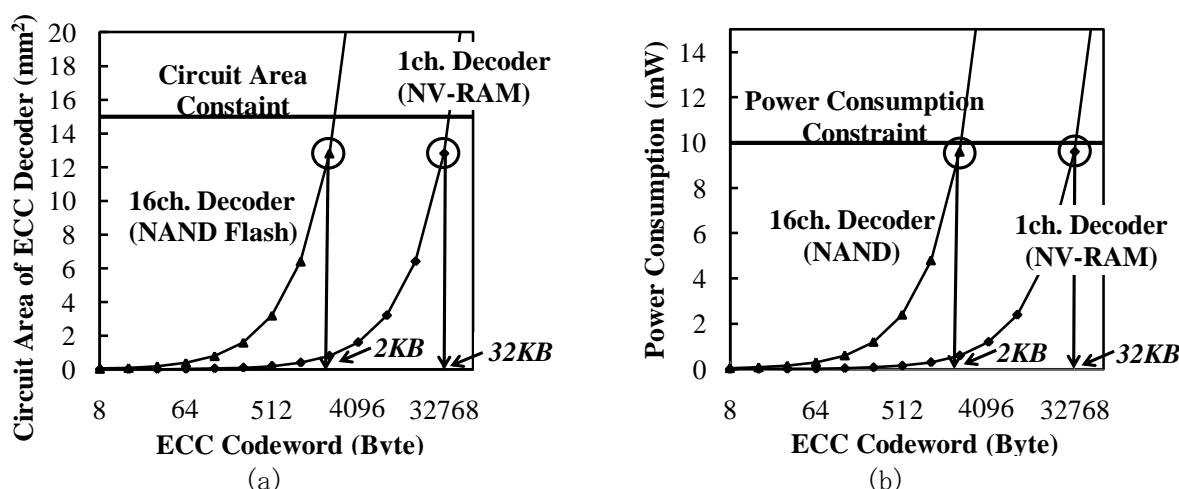 Circuit Area of ECC Decoder (mm²)
20
18
16
14
12
10
8
6
4
2
0
Circuit Area
Constaint
1ch. Decoder
(NV-RAM)
16ch. Decoder
(NAND Flash)
2KB
32KB
8
64
512
4096
32768
ECC Codeword (Byte)
(a)
Power Consumption (mW)
14
12
10
8
6
4
2
0
Power Consumption
Constraint
16ch. Decoder
(NAND)
1ch. Decoder
(NV-RAM)
2KB
32KB
8
64
512
4096
32768
ECC Codeword (Byte)
(b)